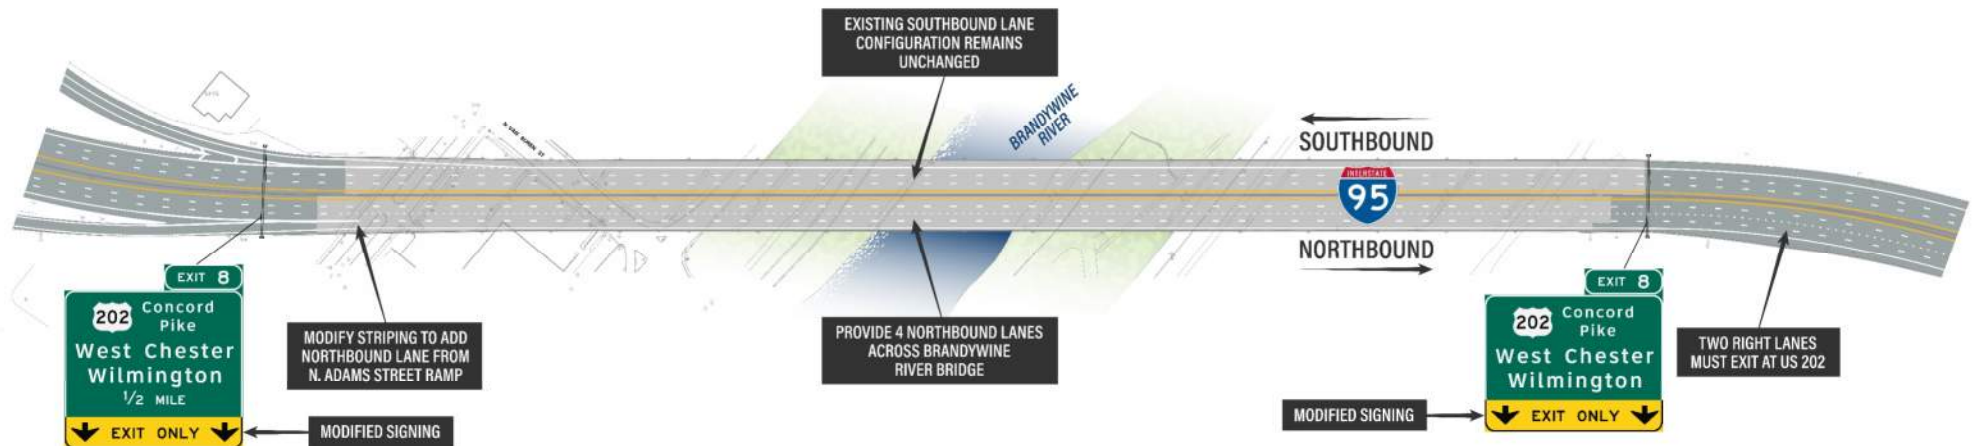 EXISTING SOUTHBOUND LANE
CONFIGURATION REMAINS
UNCHANGED
BRANDYWINE
RIVER
SOUTHBOUND
INTERSTATE
95
NORTHBOUND
EXIT 8
202 Concord
Pike
West Chester
Wilmington
1/2 MILE
EXIT ONLY
MODIFIED SIGNING
MODIFY STRIPING TO ADD
NORTHBOUND LANE FROM
N. ADAMS STREET RAMP
PROVIDE 4 NORTHBOUND LANES
ACROSS BRANDYWINE
RIVER BRIDGE
MODIFIED SIGNING
EXIT 8
202 Concord
Pike
West Chester
Wilmington
EXIT ONLY
TWO RIGHT LANES
MUST EXIT AT US 202